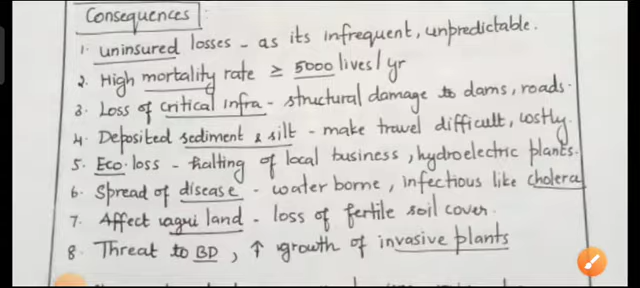 Consequences :
1. uninsured losses - as its infrequent, unpredictable.
2. High mortality rate ≥ 5000 lives/yr
3. Loss of critical infra - structural damage to dams, roads.
4. Deposited sediment & silt - make travel difficult, costly.
5. Eco. loss - halting of local business, hydroelectric plants.
6. Spread of disease - water borne, infectious like cholera
7. Affect agri land - loss of fertile soil cover.
8. Threat to BD, ↑ growth of invasive plants